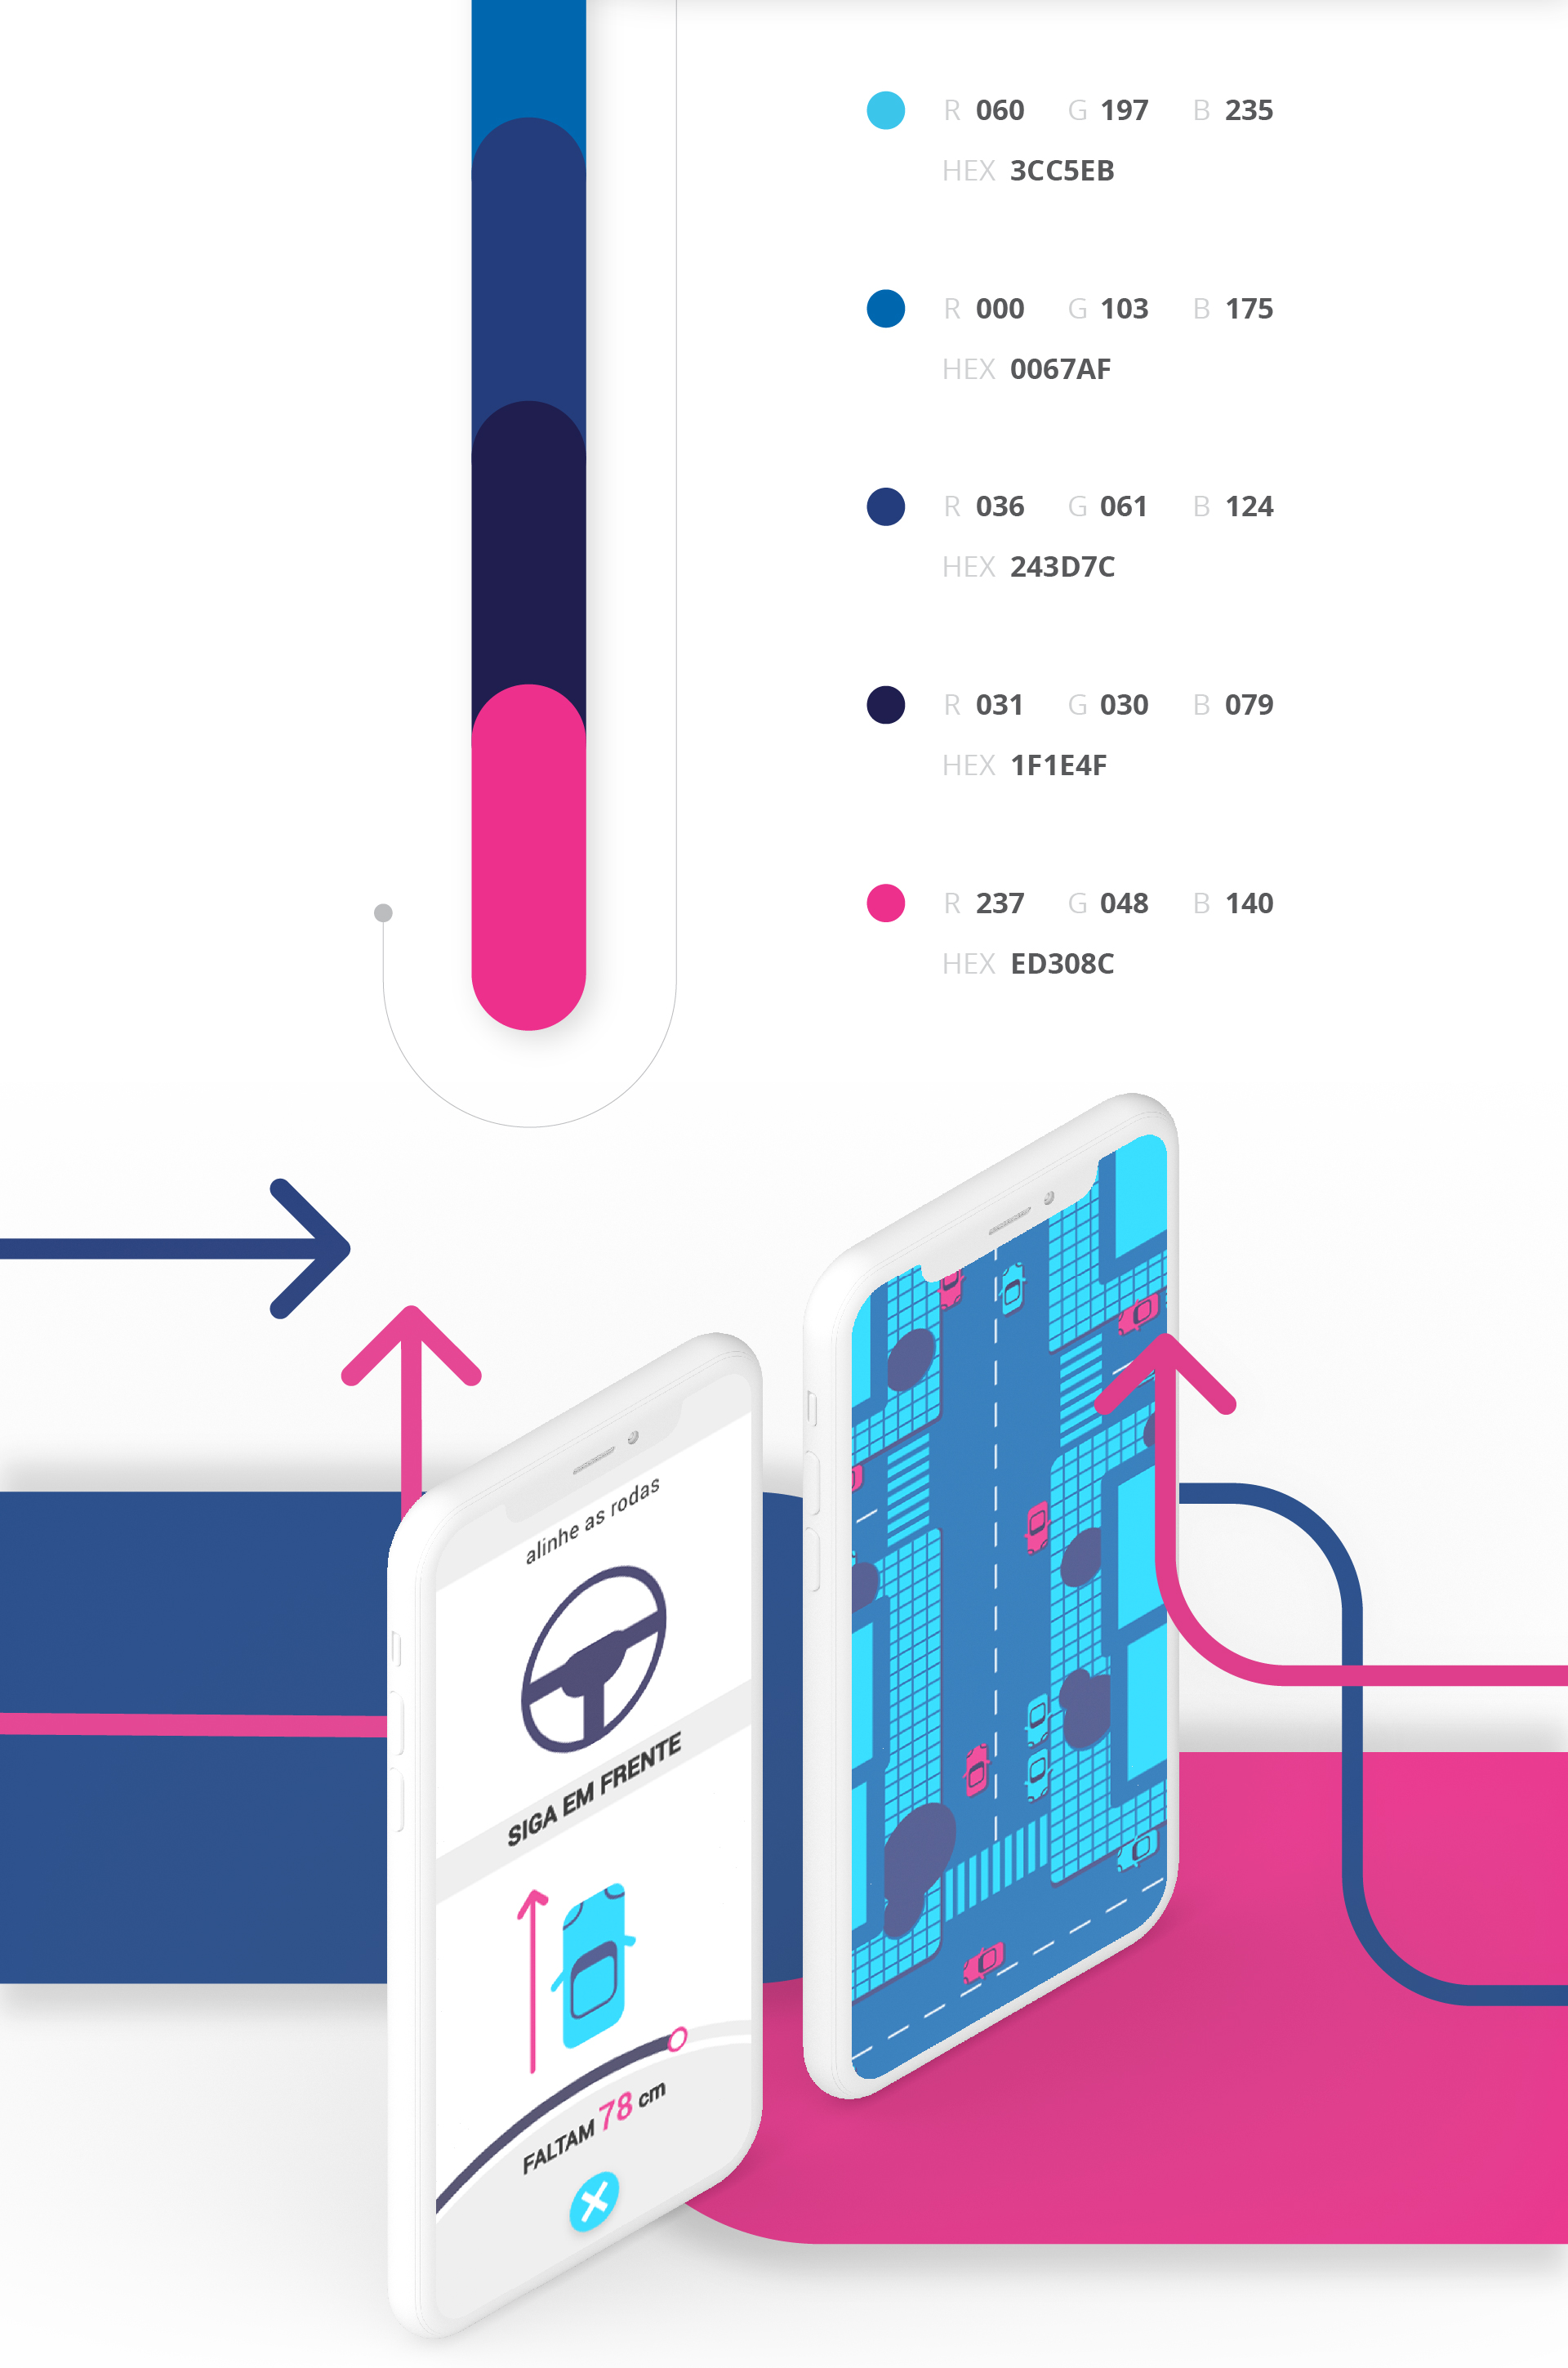 R 060 G 197 B 235
HEX 3CC5EB
R 000 G 103 B 175
HEX 0067AF
R 036 G 061 B 124
HEX 243D7C
R 031 G 030 B 079
HEX 1F1E4F
R 237 G 048 B 140
HEX ED308C
alinhe as rodas
SIGA EM FRENTE
FALTAM 78 cm